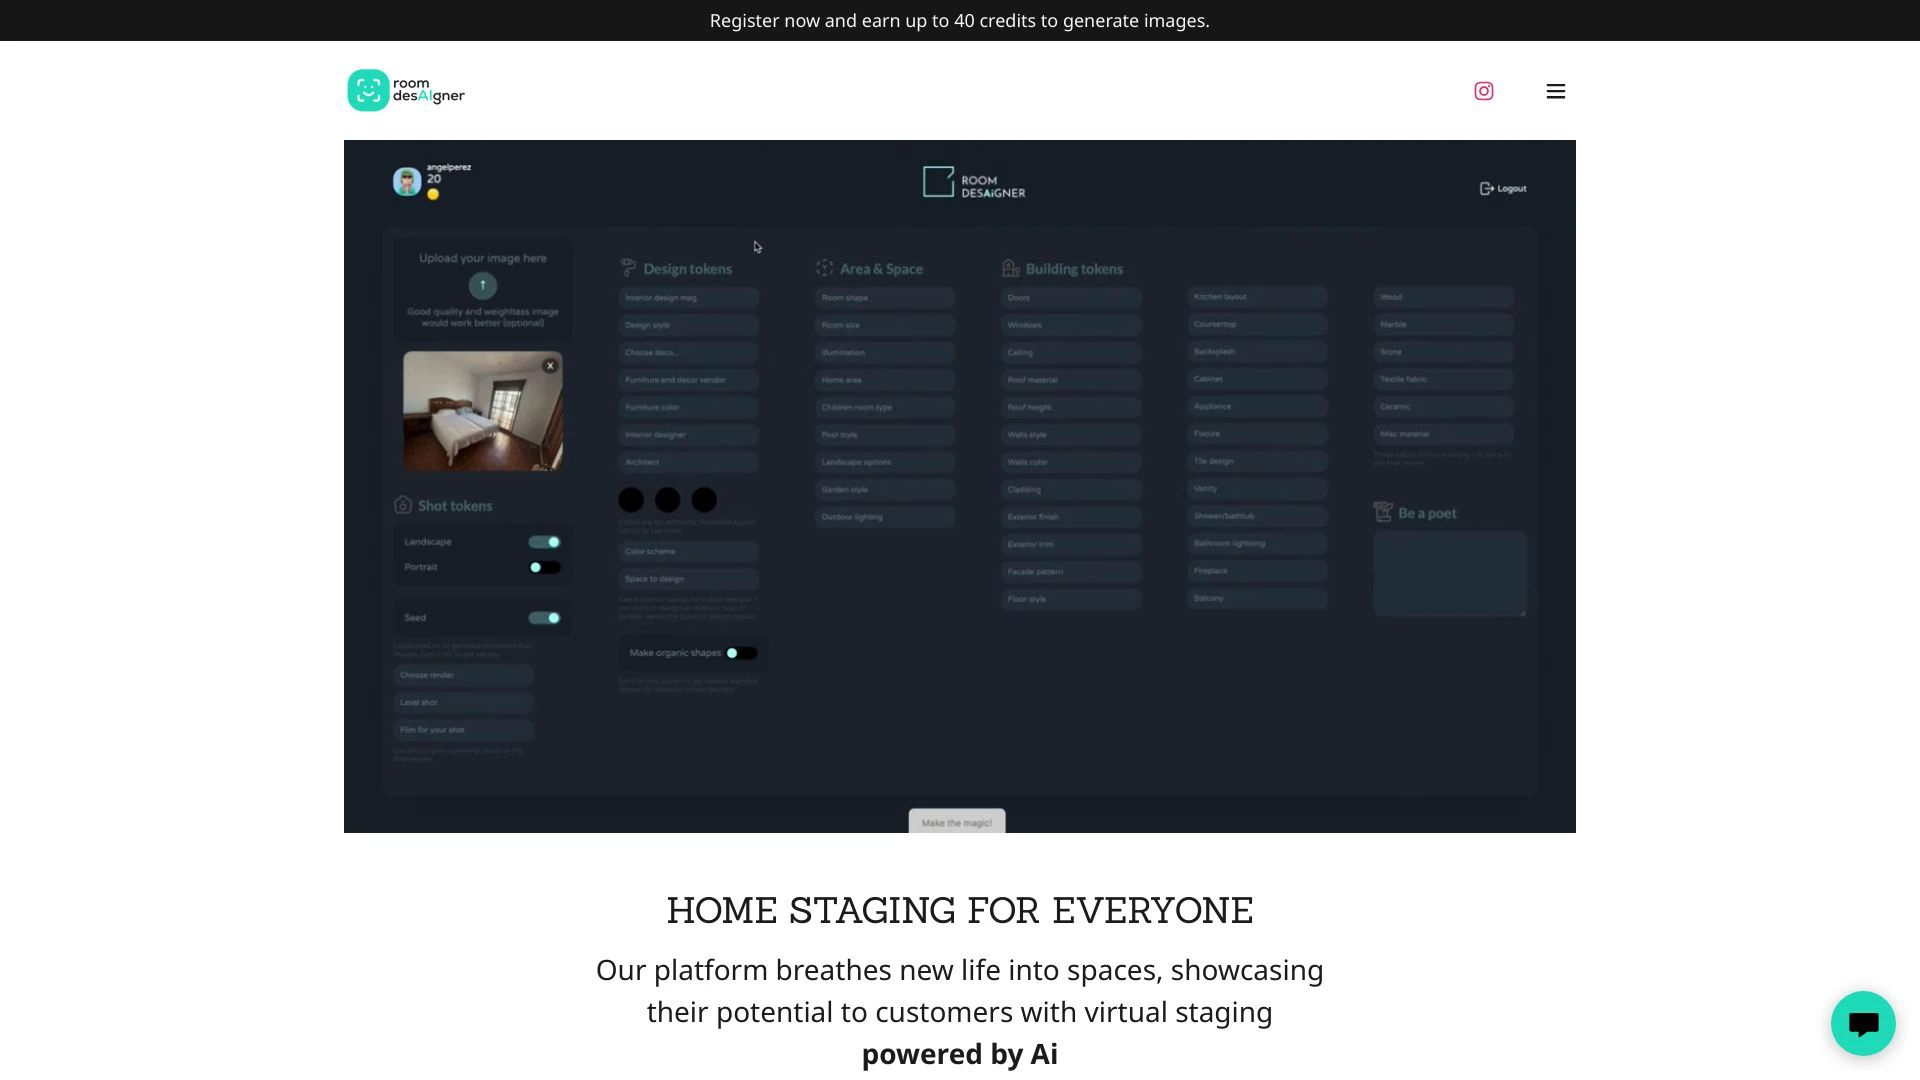 Register now and earn up to 40 credits to generate images.
room
desAIgner
angelperez
20
ROOM
DESAiGNER
Logout
Upload your image here
Good quality and weighltess image
would work better (optional)
X
Shot tokens
Landscape
Portrait
Seed
Choose render
Level shot
Film for your shot
Design tokens
Interior design mag
Design style
Choose deco...
Furniture and decor vendor
Furniture color
Interior designer
Architect
Color scheme
Space to design
Make organic shapes
Area & Space
Room shape
Room size
Illumination
Home area
Children room type
Pool style
Landscape options
Garden style
Outdoor lighting
Building tokens
Doors
Windows
Ceiling
Roof material
Roof height
Walls style
Walls color
Cladding
Exterior finish
Exterior trim
Facade pattern
Floor style
Kitchen layout
Countertop
Backsplash
Cabinet
Appliance
Fixture
Tile design
Vanity
Shower/bathtub
Bathroom lightning
Fireplace
Balcony
Wood
Marble
Stone
Textile fabric
Ceramic
Misc material
Be a poet
Make the magic!
HOME STAGING FOR EVERYONE
Our platform breathes new life into spaces, showcasing
their potential to customers with virtual staging
powered by Ai